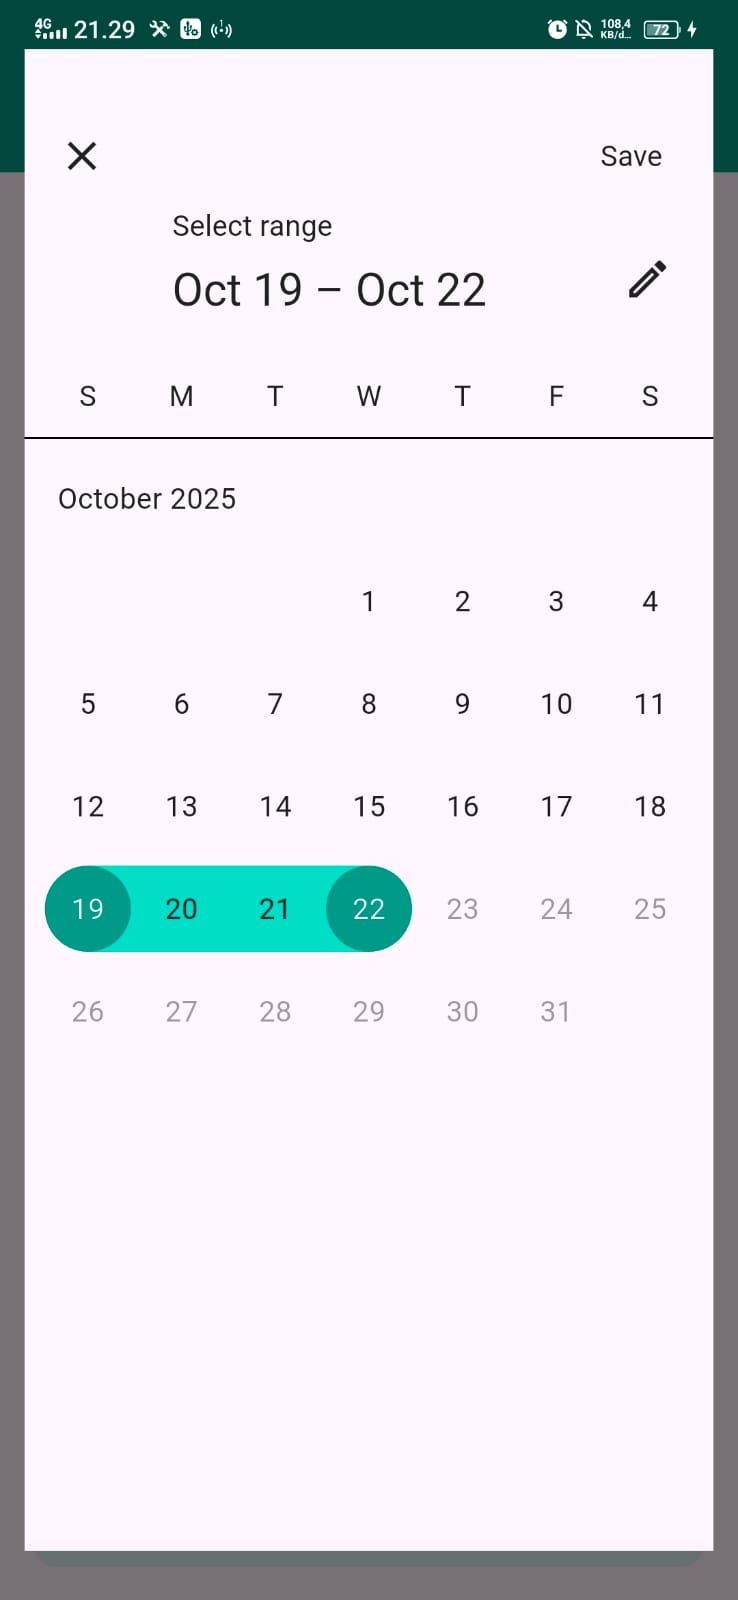 4G 21.29 108,4 KB/d... 72
Save
Select range
Oct 19 – Oct 22
S M T W T F S
October 2025
1 2 3 4
5 6 7 8 9 10 11
12 13 14 15 16 17 18
19 20 21 22 23 24 25
26 27 28 29 30 31